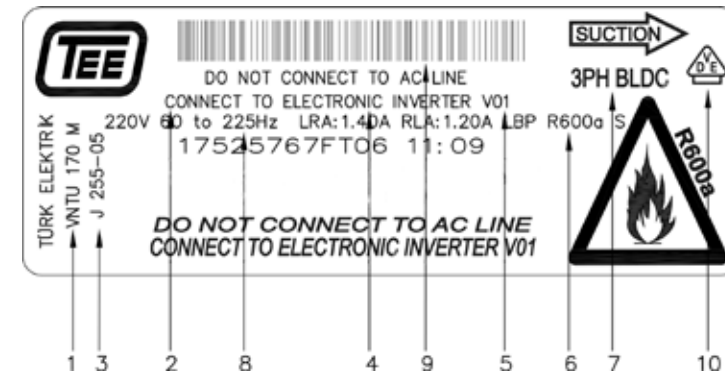 TEE
SUCTION
DO NOT CONNECT TO AC LINE
CONNECT TO ELECTRONIC INVERTER V01
220V 60 to 225Hz LRA:1.40A RLA:1.20A LBP R600a S
17525767FT06 11:09
3PH BLDC
VDE
R600a
TÜRK ELEKTRK
VNTU 170 M
J 255-05
DO NOT CONNECT TO AC LINE
CONNECT TO ELECTRONIC INVERTER V01
1 3 2 8 4 9 5 6 7 10